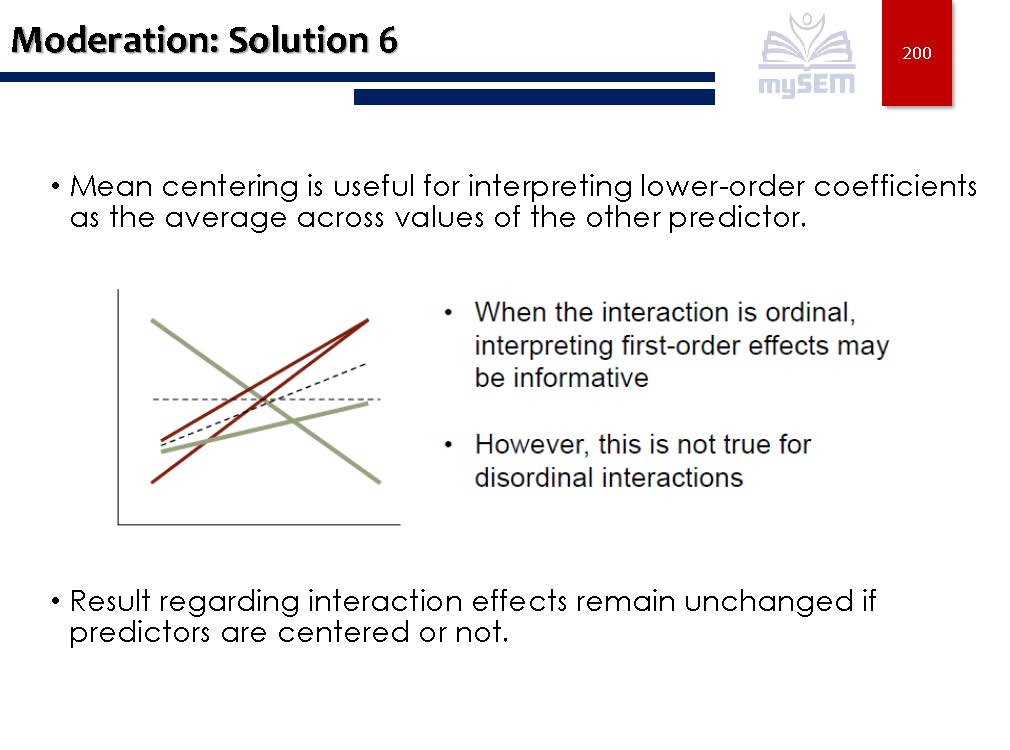 Moderation: Solution 6
mySEM
200
• Mean centering is useful for interpreting lower-order coefficients
as the average across values of the other predictor.
• When the interaction is ordinal,
interpreting first-order effects may
be informative
• However, this is not true for
disordinal interactions
• Result regarding interaction effects remain unchanged if
predictors are centered or not.